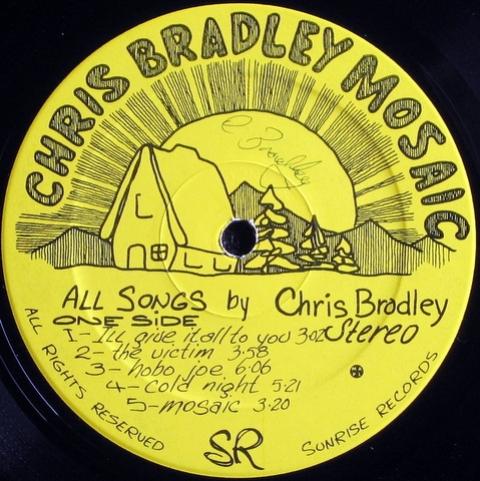 CHRIS BRADLEY MOSAIC
C Bradley
ALL SONGS by Chris Bradley
ONE SIDE
Stereo
1- I'LL give it all to you 3:02
2- the victim 3:58
3- hobo joe 6:06
4- cold night 5:21
5- mosaic 3:20
ALL RIGHTS RESERVED
SR
SUNRISE RECORDS